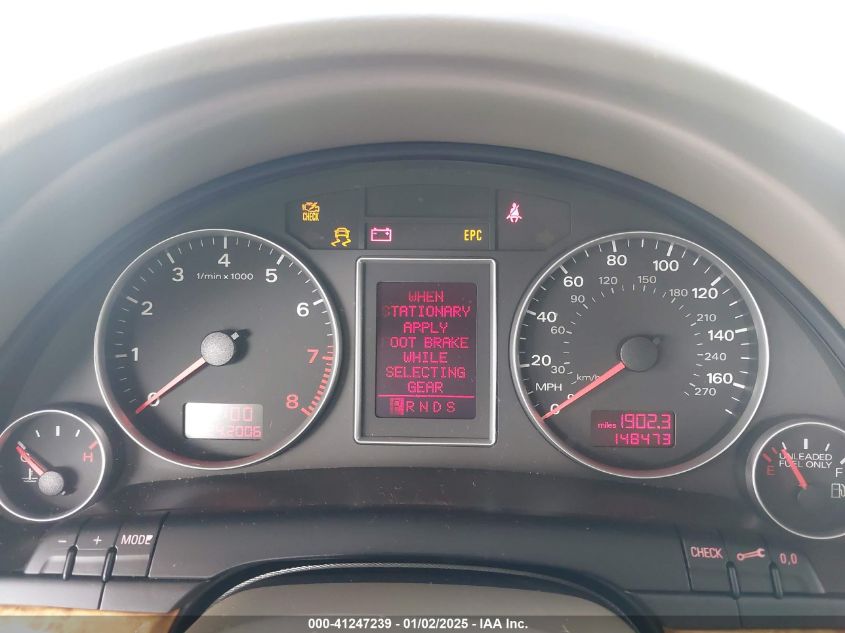 CHECK
EPC
1/min x 1000
0 1 2 3 4 5 6 7 8
2006
WHEN
STATIONARY
APPLY
FOOT BRAKE
WHILE
SELECTING
GEAR
P R N D S
0 20 40 60 80 100 120 140 160
MPH
30 60 90 120 150 180 210 240 270
km/h
miles 1902.3
148473
H
E F
UNLEADED
FUEL ONLY
- + MODE
CHECK 0,0
000-41247239 - 01/02/2025 - IAA Inc.